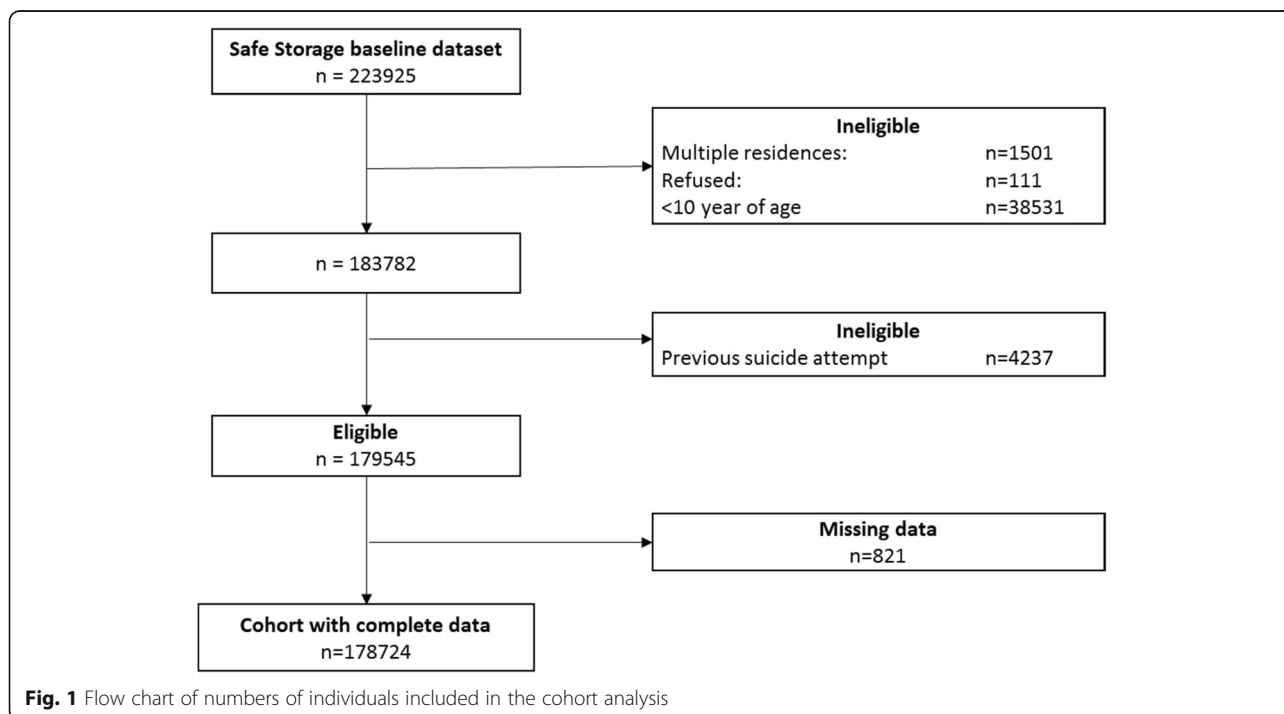 Safe Storage baseline dataset
n = 223925
Ineligible
Multiple residences: n=1501
Refused: n=111
<10 year of age n=38531
n = 183782
Ineligible
Previous suicide attempt n=4237
Eligible
n = 179545
Missing data
n=821
Cohort with complete data
n=178724
Fig. 1 Flow chart of numbers of individuals included in the cohort analysis